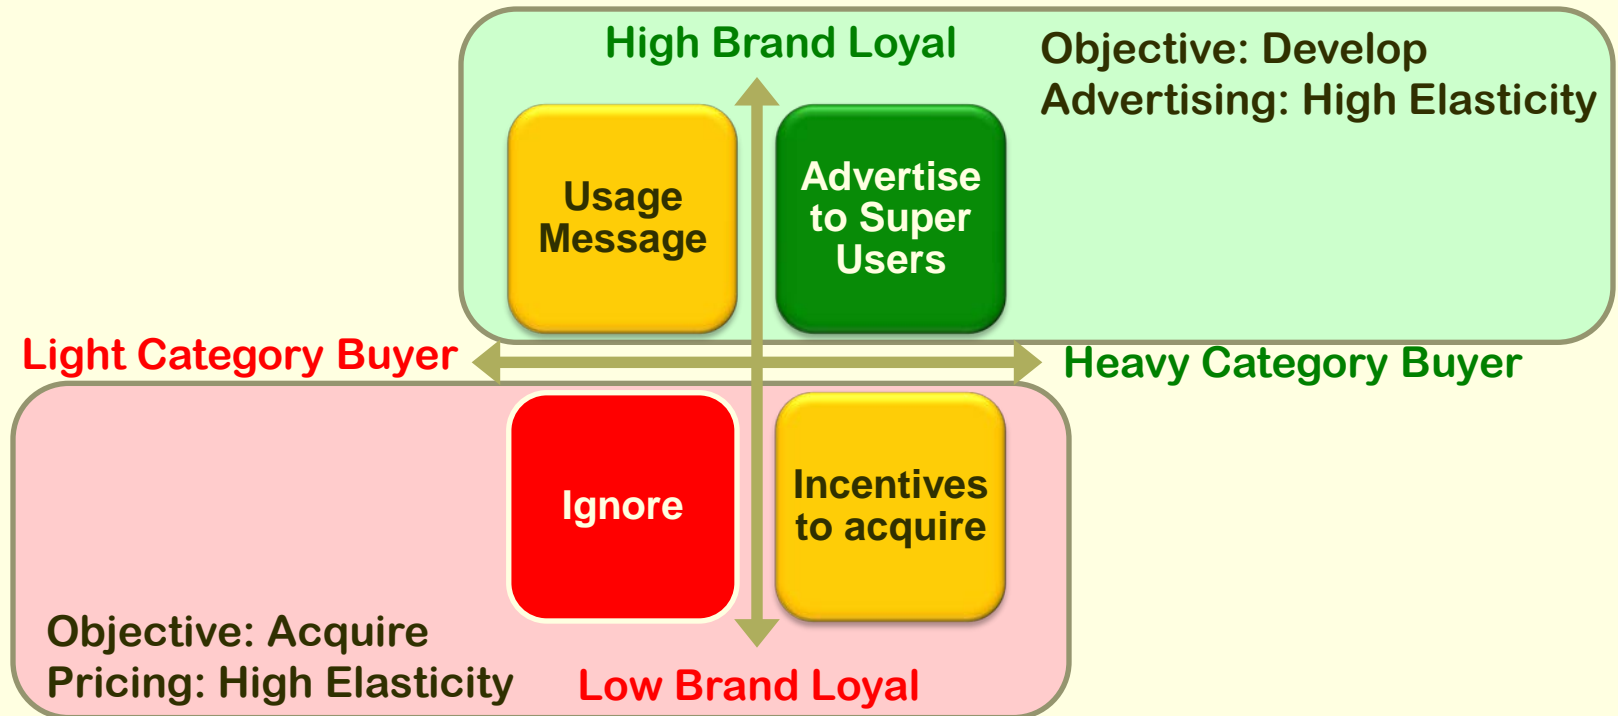 High Brand Loyal
Objective: Develop
Advertising: High Elasticity
Usage
Message
Advertise
to Super
Users
Light Category Buyer
Heavy Category Buyer
Ignore
Incentives
to acquire
Objective: Acquire
Pricing: High Elasticity
Low Brand Loyal